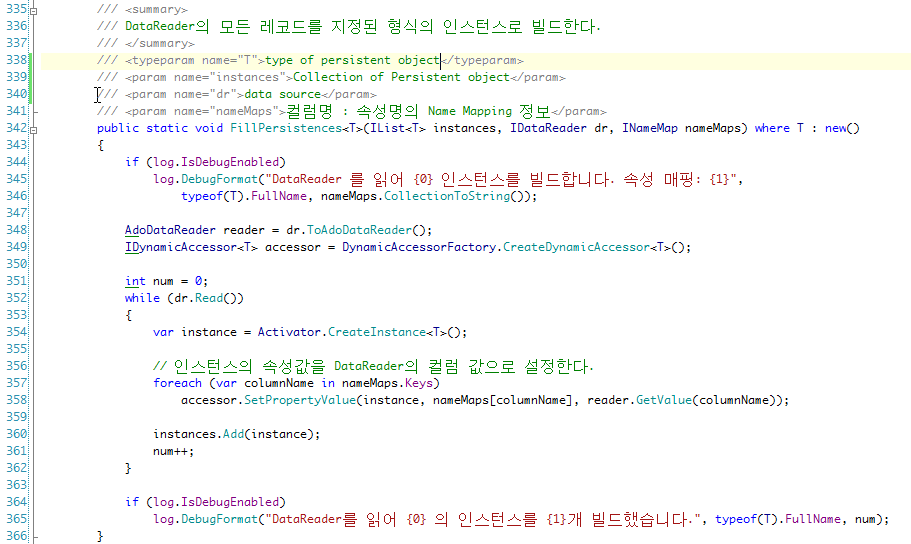 335 /// <summary>
336 /// DataReader의 모든 레코드를 지정된 형식의 인스턴스로 빌드한다.
337 /// </summary>
338 /// <typeparam name="T">type of persistent object</typeparam>
339 /// <param name="instances">Collection of Persistent object</param>
340 /// <param name="dr">data source</param>
341 /// <param name="nameMaps">컬럼명 : 속성명의 Name Mapping 정보</param>
342 public static void FillPersistences<T>(IList<T> instances, IDataReader dr, INameMap nameMaps) where T : new()
343 {
344 if (log.IsDebugEnabled)
345 log.DebugFormat("DataReader 를 읽어 {0} 인스턴스를 빌드합니다. 속성 매핑: {1}",
346 typeof(T).FullName, nameMaps.CollectionToString());
347
348 AdoDataReader reader = dr.ToAdoDataReader();
349 IDynamicAccessor<T> accessor = DynamicAccessorFactory.CreateDynamicAccessor<T>();
350
351 int num = 0;
352 while (dr.Read())
353 {
354 var instance = Activator.CreateInstance<T>();
355
356 // 인스턴스의 속성값을 DataReader의 컬럼 값으로 설정한다.
357 foreach (var columnName in nameMaps.Keys)
358 accessor.SetPropertyValue(instance, nameMaps[columnName], reader.GetValue(columnName));
359
360 instances.Add(instance);
361 num++;
362 }
363
364 if (log.IsDebugEnabled)
365 log.DebugFormat("DataReader를 읽어 {0} 의 인스턴스를 {1}개 빌드했습니다.", typeof(T).FullName, num);
366 }